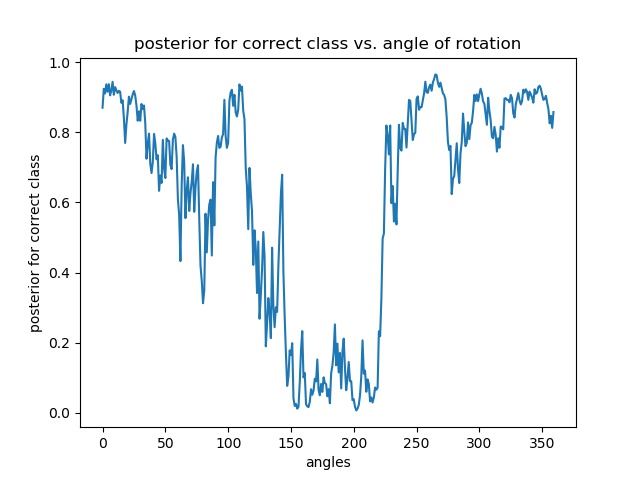 posterior for correct class vs. angle of rotation
posterior for correct class
1.0
0.8
0.6
0.4
0.2
0.0
0 50 100 150 200 250 300 350
angles